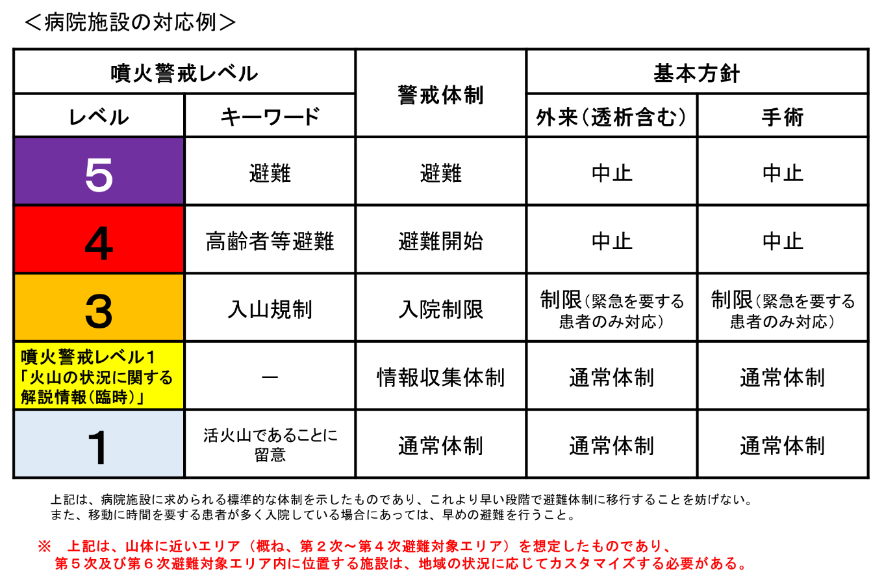 ＜病院施設の対応例＞
噴火警戒レベル
警戒体制
基本方針
レベル
キーワード
外来（透析含む）
手術
5
避難
避難
中止
中止
4
高齢者等避難
避難開始
中止
中止
3
入山規制
入院制限
制限（緊急を要する
患者のみ対応）
制限（緊急を要する
患者のみ対応）
噴火警戒レベル１
「火山の状況に関する
解説情報（臨時）」
－
情報収集体制
通常体制
通常体制
1
活火山であることに
留意
通常体制
通常体制
通常体制
上記は、病院施設に求められる標準的な体制を示したものであり、これより早い段階で避難体制に移行することを妨げない。
また、移動に時間を要する患者が多く入院している場合にあっては、早めの避難を行うこと。
※　上記は、山体に近いエリア（概ね、第２次～第４次避難対象エリア）を想定したものであり、
第５次及び第６次避難対象エリア内に位置する施設は、地域の状況に応じてカスタマイズする必要がある。